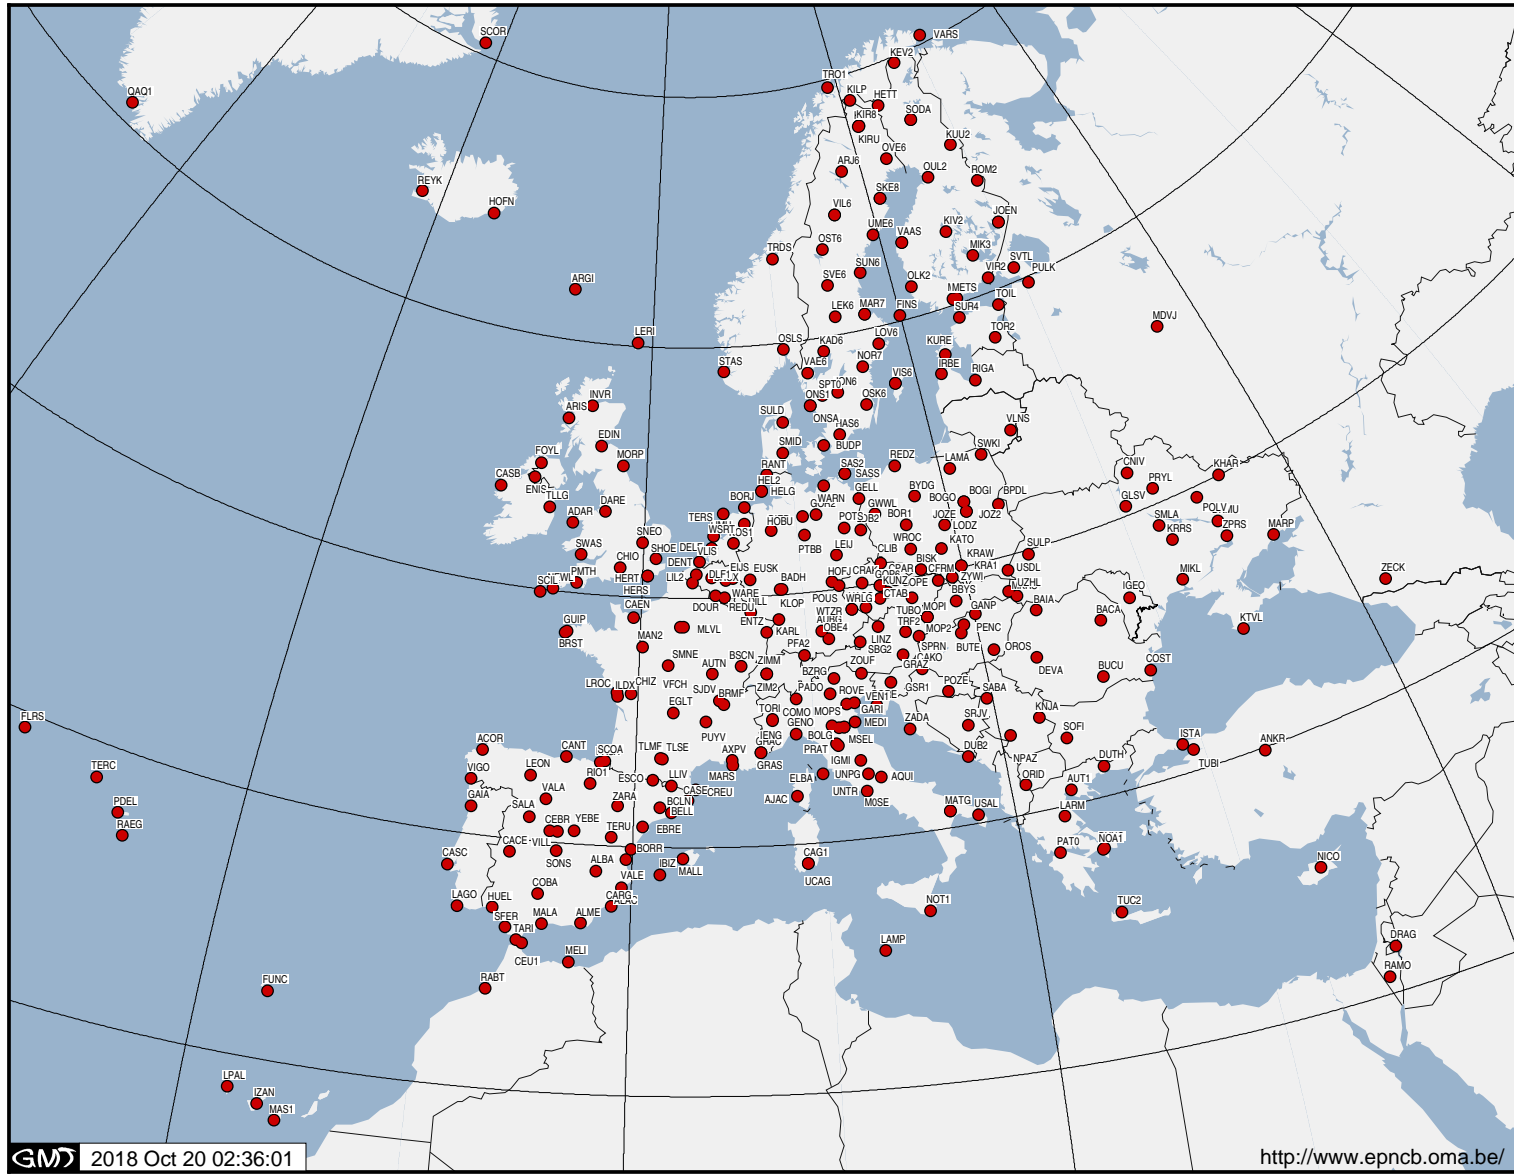 SCOR
VARS
KEV2
QAQ1
TRO1
KILP
HETT
KIR8
SODA
KIRU
KUU2
OVE6
ARJ6
OUL2
ROM2
REYK
SKE8
HOFN
VIL6
JOEN
UME6
VAAS
KIV2
OST6
MIK3
TRDS
SVTL
SUN6
VIR2
PULK
ARGI
SVE6
OLK2
METS
TOIL
LEK6
MAR7
FINS
SUR4
MDVJ
LERI
OSLS
KAD6
LOV6
TOR2
KURE
STAS
VAE6
NOR7
IRBE
RIGA
SPT0
VIS6
INVR
ONS1
OSK6
ARIS
SULD
ONSA
HAS6
VLNS
EDIN
BUDP
SMID
SWKI
FOYL
MORP
RANT
SAS2
SASS
REDZ
LAMA
CNIV
KHAR
CASB
HEL2
HELG
PRYL
ENIS
TLLG
BORJ
WARN
GELL
BYDG
BOGI
BPDL
BOGO
GLSV
DARE
ADAR
TERS
HOBU
POTS
GWWL
BOR1
JOZE
JOZ2
LODZ
POLV
SMLA
KRRS
ZPRS
MARP
SNEO
WSRT
PTBB
WROC
KATO
SWAS
CHIO
SHOE
DELF
VLIS
LEIJ
CLIB
BISK
KRAW
KRA1
SULP
SCIL
PMTH
HERT
HERS
DENT
LIL2
DLF1
EIJS
EUSK
BADH
HOFJ
CPAR
CFRM
ZYWI
USDL
MIKL
ZECK
CAEN
DOUR
WARE
REDU
KLOP
POUS
WTZR
KUNZ
CTAB
TUBO
MOPI
BBYS
GANP
BAIA
IGEO
BACA
KTVL
GUIP
BRST
MAN2
MLVL
ENTZ
KARL
OBE4
LINZ
TRF2
MOP2
PENC
SMNE
PFA2
SBG2
SPRN
BUTE
OROS
AUTN
BSCN
ZIMM
BZRG
ZOUF
CAKO
GRAZ
DEVA
BUCU
COST
LROC
ILDX
CHIZ
VFCH
SJDV
BRMF
ZIM2
PADO
ROVE
VEN1
GSR1
POZE
SABA
FLRS
EGLT
TORI
COMO
MOPS
GARI
KNJA
ACOR
PUYV
IENG
GENO
BOLG
MEDI
ZADA
SRJV
SOFI
ISTA
ANKR
TERC
CANT
SCOA
TLMF
TLSE
AXPV
GRAS
PRAT
MSEL
DUB2
NPAZ
DUTH
TUBI
VIGO
LEON
RIO1
ESCO
LLIV
MARS
IGMI
PDEL
GAIA
VALA
CREU
ELBA
UNPG
AQUI
ORID
AUT1
RAEG
SALA
ZARA
BCLN
BELL
AJAC
UNTR
M0SE
MATG
USAL
LARM
CEBR
YEBE
TERU
EBRE
CASC
CACE
VILL
SONS
BORR
CAG1
PAT0
NOA1
NICO
ALBA
VALE
IBIZ
MALL
UCAG
LAGO
HUEL
COBA
CARG
SFER
MALA
ALME
NOT1
TUC2
TARI
CEU1
MELI
LAMP
DRAG
RABT
RAMO
FUNC
LPAL
IZAN
MAS1
GMT 2018 Oct 20 02:36:01
http://www.epncb.oma.be/